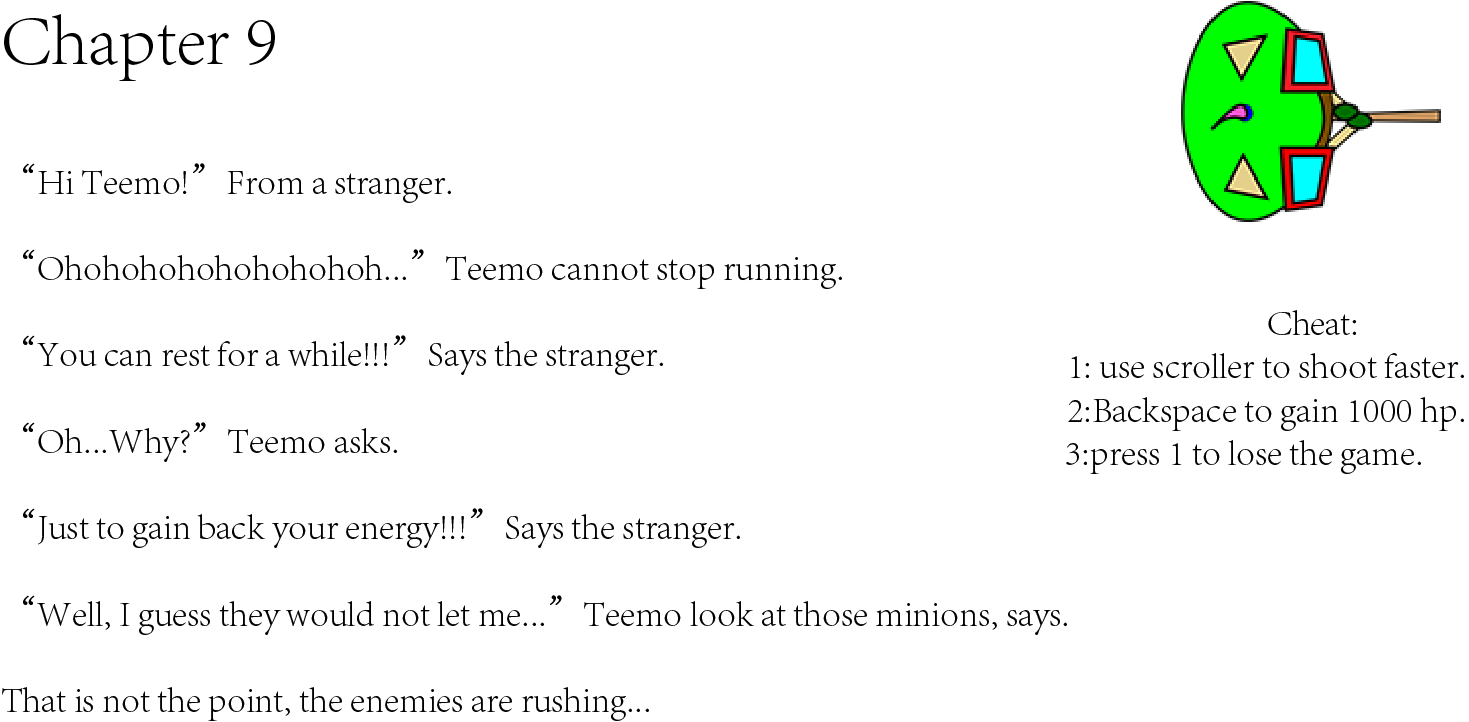 Chapter 9
“Hi Teemo!” From a stranger.
“Ohohohohohohohohoh...” Teemo cannot stop running.
“You can rest for a while!!!” Says the stranger.
“Oh...Why?” Teemo asks.
“Just to gain back your energy!!!” Says the stranger.
“Well, I guess they would not let me...” Teemo look at those minions, says.
That is not the point, the enemies are rushing...
Cheat:
1: use scroller to shoot faster.
2:Backspace to gain 1000 hp.
3:press 1 to lose the game.